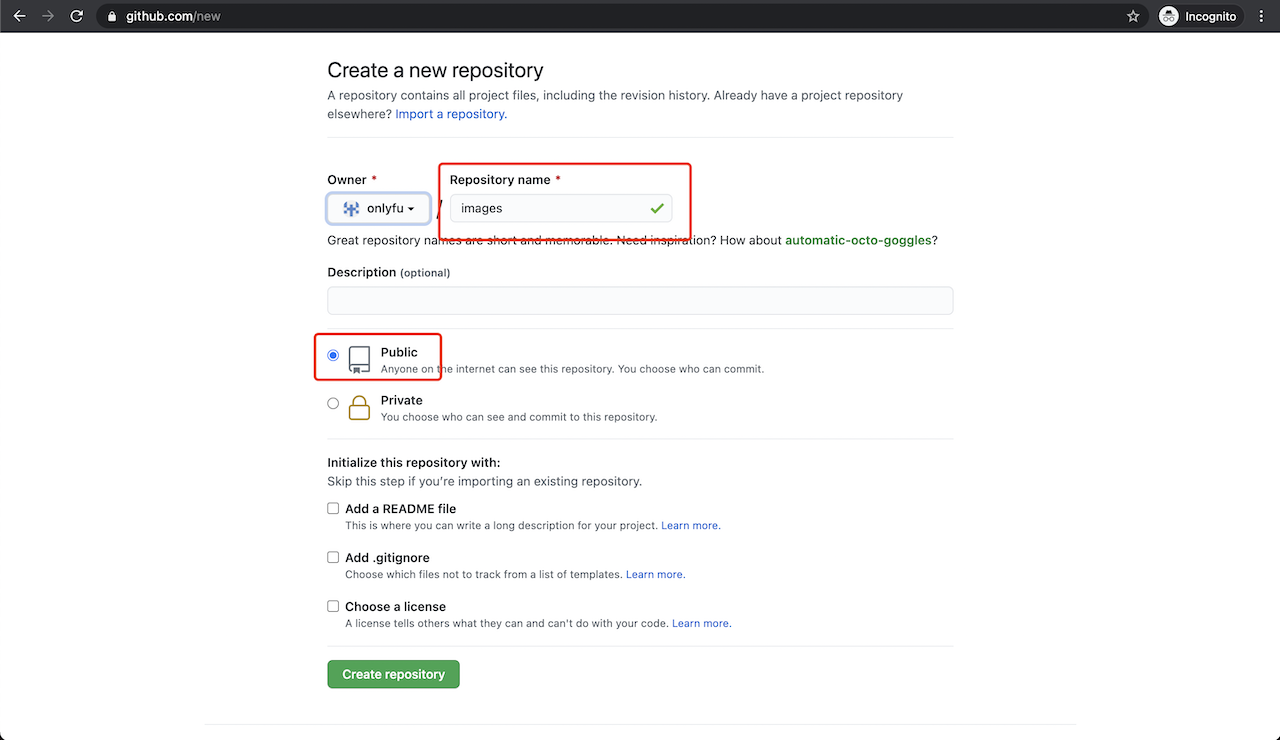 github.com/new
Incognito
Create a new repository
A repository contains all project files, including the revision history. Already have a project repository
elsewhere? Import a repository.
Owner * Repository name *
onlyfu / images
Great repository names are short and memorable. Need inspiration? How about automatic-octo-goggles?
Description (optional)
Public
Anyone on the internet can see this repository. You choose who can commit.
Private
You choose who can see and commit to this repository.
Initialize this repository with:
Skip this step if you're importing an existing repository.
Add a README file
This is where you can write a long description for your project. Learn more.
Add .gitignore
Choose which files not to track from a list of templates. Learn more.
Choose a license
A license tells others what they can and can't do with your code. Learn more.
Create repository